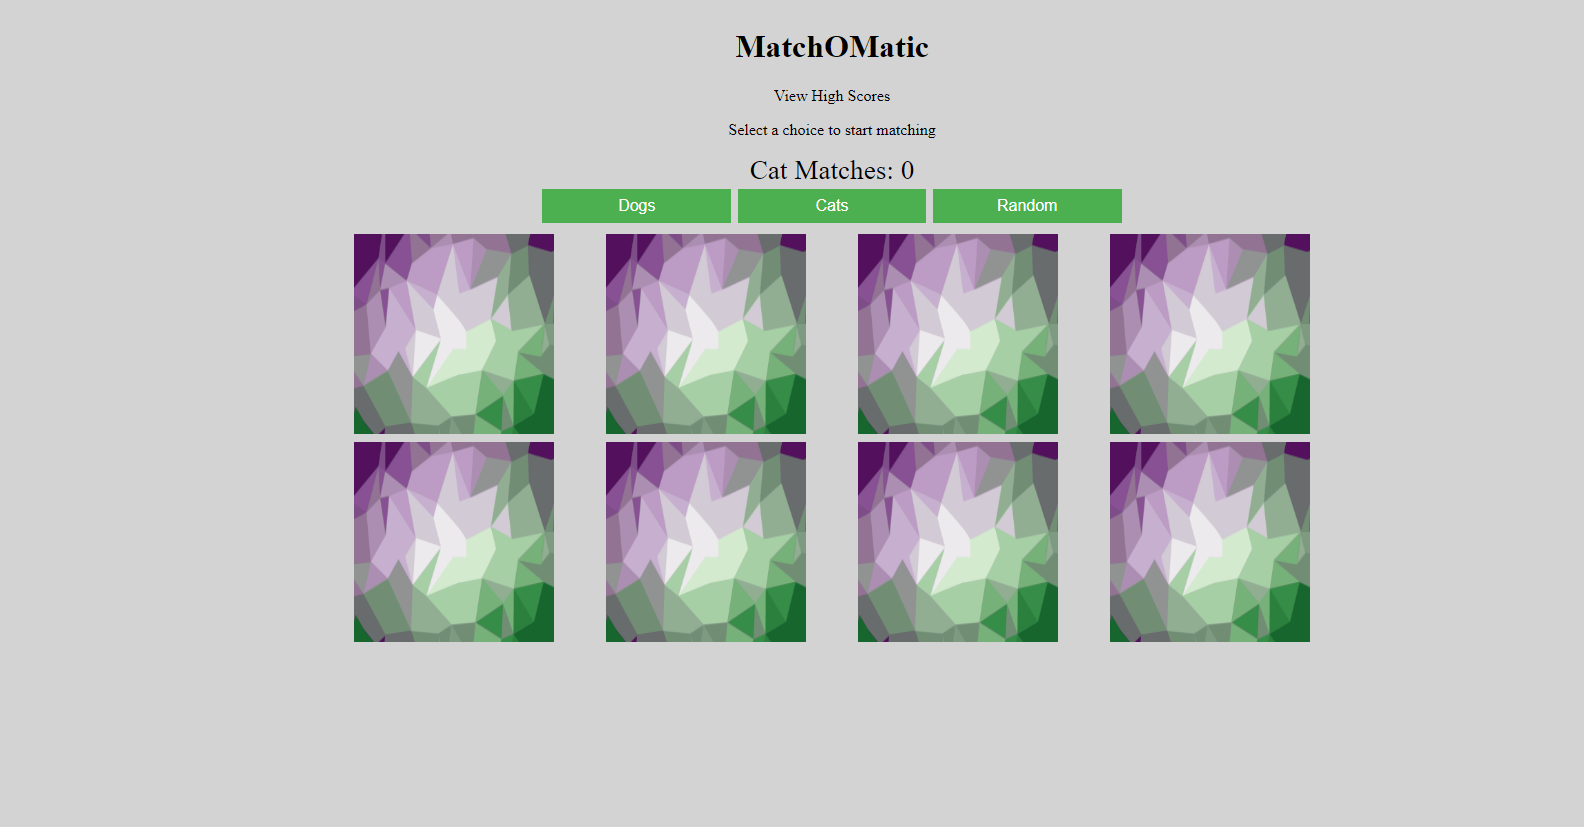 MatchOMatic
View High Scores
Select a choice to start matching
Cat Matches: 0
Dogs Cats Random